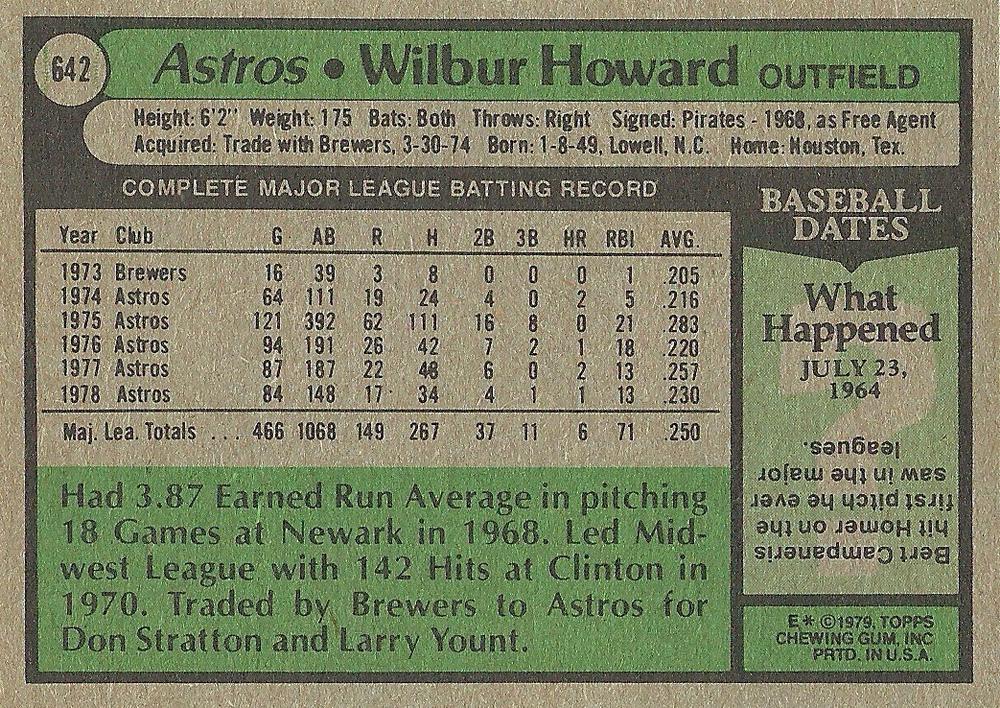 642
Astros • Wilbur Howard OUTFIELD
Height: 6'2" Weight: 175 Bats: Both Throws: Right Signed: Pirates - 1968, as Free Agent
Acquired: Trade with Brewers, 3-30-74 Born: 1-8-49, Lowell, N.C. Home: Houston, Tex.
COMPLETE MAJOR LEAGUE BATTING RECORD
Year Club G AB R H 2B 3B HR RBI AVG.
1973 Brewers 16 39 3 8 0 0 0 1 .205
1974 Astros 64 111 19 24 4 0 2 5 .216
1975 Astros 121 392 62 111 16 8 0 21 .283
1976 Astros 94 191 26 42 7 2 1 18 .220
1977 Astros 87 187 22 48 6 0 2 13 .257
1978 Astros 84 148 17 34 4 1 1 13 .230
Maj. Lea. Totals ... 466 1068 149 267 37 11 6 71 .250
Had 3.87 Earned Run Average in pitching
18 Games at Newark in 1968. Led Mid-
west League with 142 Hits at Clinton in
1970. Traded by Brewers to Astros for
Don Stratton and Larry Yount.
BASEBALL
DATES
What
Happened
JULY 23,
1964
Bert Campaneris
hit Homer on the
first pitch he ever
saw in the major
leagues.
E * ©1979, TOPPS
CHEWING GUM, INC
PRTD. IN U.S.A.